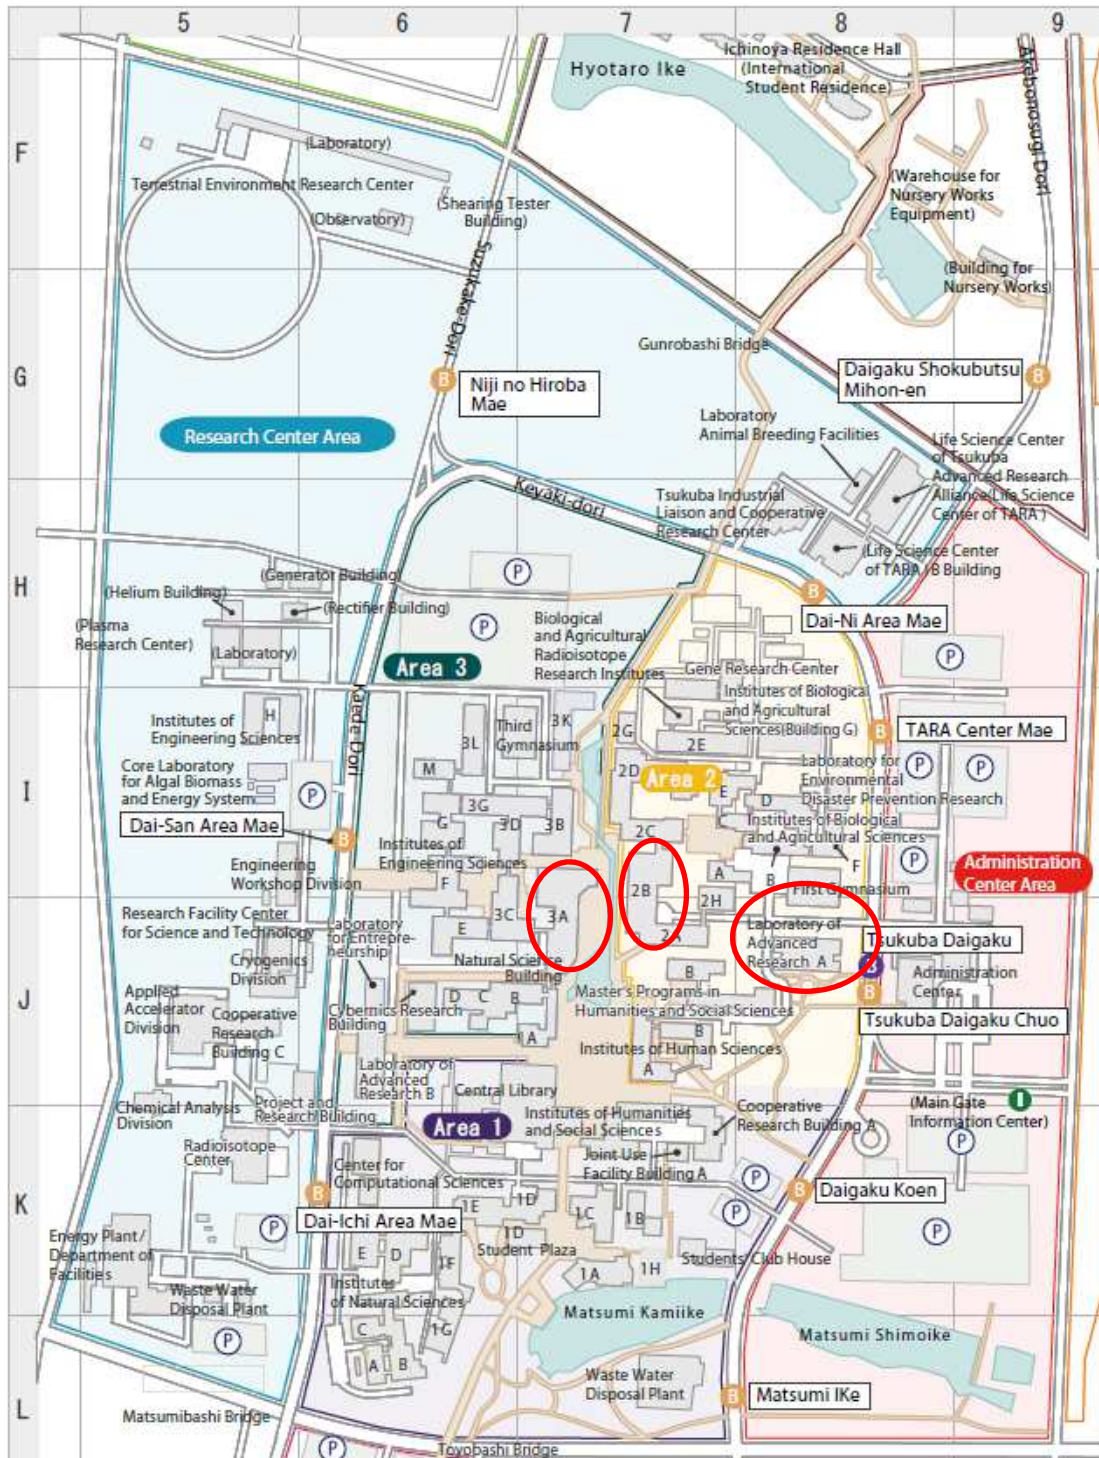 5
6
7
8
9
F
G
H
I
J
K
L
Hyotaro Ike
Ichinoya Residence Hall
(International
Student Residence)
Akebonosugi Dori
(Laboratory)
Terrestrial Environment Research Center
(Observatory)
(Shearing Tester
Building)
Suzukake-Dori
(Warehouse for
Nursery Works
Equipment)
(Building for
Nursery Works)
Gunrobashi Bridge
B
Niji no Hiroba
Mae
Daigaku Shokubutsu
Mihon-en
B
Research Center Area
Laboratory
Animal Breeding Facilities
Life Science Center
of Tsukuba
Advanced Research
Alliance(Life Science
Center of TARA )
Keyaki-dori
Tsukuba Industrial
Liaison and Cooperative
Research Center
(Life Science Center
of TARA ) B Building
P
(Generator Building)
(Helium Building)
(Rectifier Building)
(Plasma
Research Center)
(Laboratory)
P
Biological
and Agricultural
Radioisotope
Research Institutes
B
Dai-Ni Area Mae
P
Area 3
Gene Research Center
Kaede Dori
Institutes of
Engineering Sciences
H
3L
Third
Gymnasium
3K
2G
2E
Institutes of Biological
and Agricultural
Sciences(Building G)
B
TARA Center Mae
Core Laboratory
for Algal Biomass
and Energy System
P
M
3G
G
3D
3B
2D
Area 2
E
D
C
Laboratory for
Environmental
Disaster Prevention Research
P
P
Dai-San Area Mae
B
Institutes of
Engineering Sciences
2C
Institutes of Biological
and Agricultural Sciences
Engineering
Workshop Division
F
2B
A
B
F
First Gymnasium
P
Administration
Center Area
Research Facility Center
for Science and Technology
Laboratory
for Entrepre-
neurship
3C
3A
E
2H
2A
Laboratory of
Advanced
Research A
Tsukuba Daigaku
B
Cryogenics
Division
Natural Science
Building
B
Administration
Center
B
Applied
Accelerator
Division
Cooperative
Research
Building C
Cybernics Research
Building
D
C
B
A
Master's Programs in
Humanities and Social Sciences
B
Tsukuba Daigaku Chuo
Institutes of Human Sciences
A
Laboratory of
Advanced
Research B
Central Library
Chemical Analysis
Division
Project and
Research Building
Area 1
Institutes of Humanities
and Social Sciences
Cooperative
Research Building A
(Main Gate
Information Center)
P
Radioisotope
Center
Joint Use
Facility Building A
Center for
Computational Sciences
B
P
B
Daigaku Koen
Dai-Ichi Area Mae
1E
1D
1C
1B
P
P
P
Energy Plant/
Department of
Facilities
E
D
1F
1D
Student Plaza
Students' Club House
1A
1H
Waste Water
Disposal Plant
Institutes
of Natural Sciences
Matsumi Kamiike
P
C
1G
Matsumi Shimoike
A
B
Waste Water
Disposal Plant
B
Matsumi IKe
Matsumibashi Bridge
Toyobashi Bridge
P